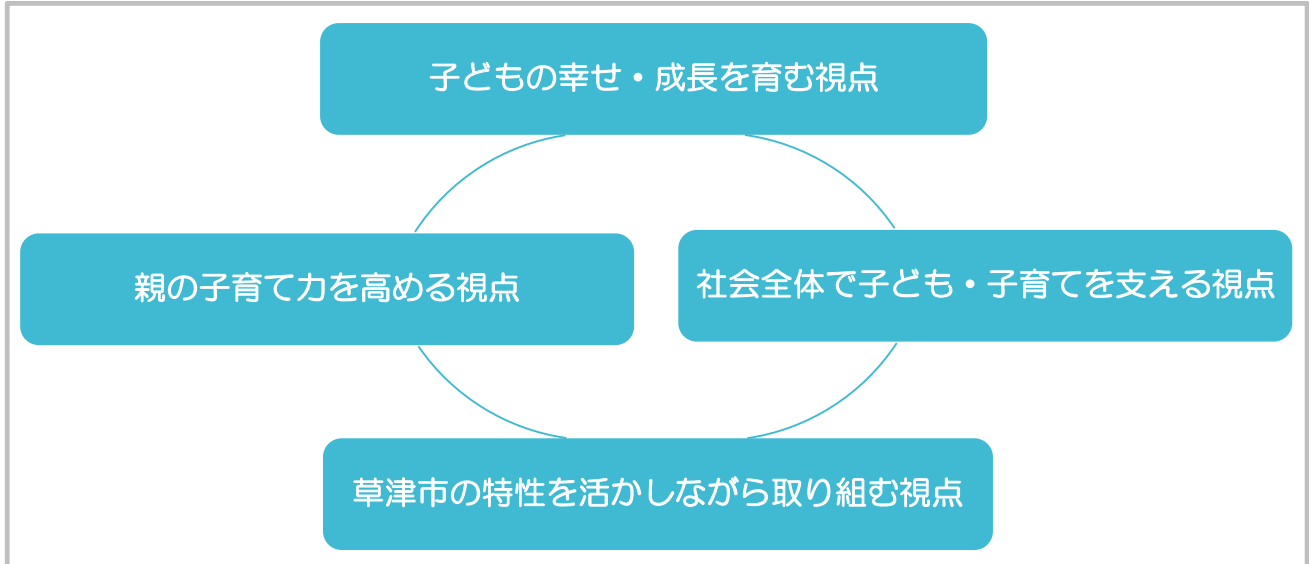 子どもの幸せ・成長を育む視点
親の子育て力を高める視点
社会全体で子ども・子育てを支える視点
草津市の特性を活かしながら取り組む視点